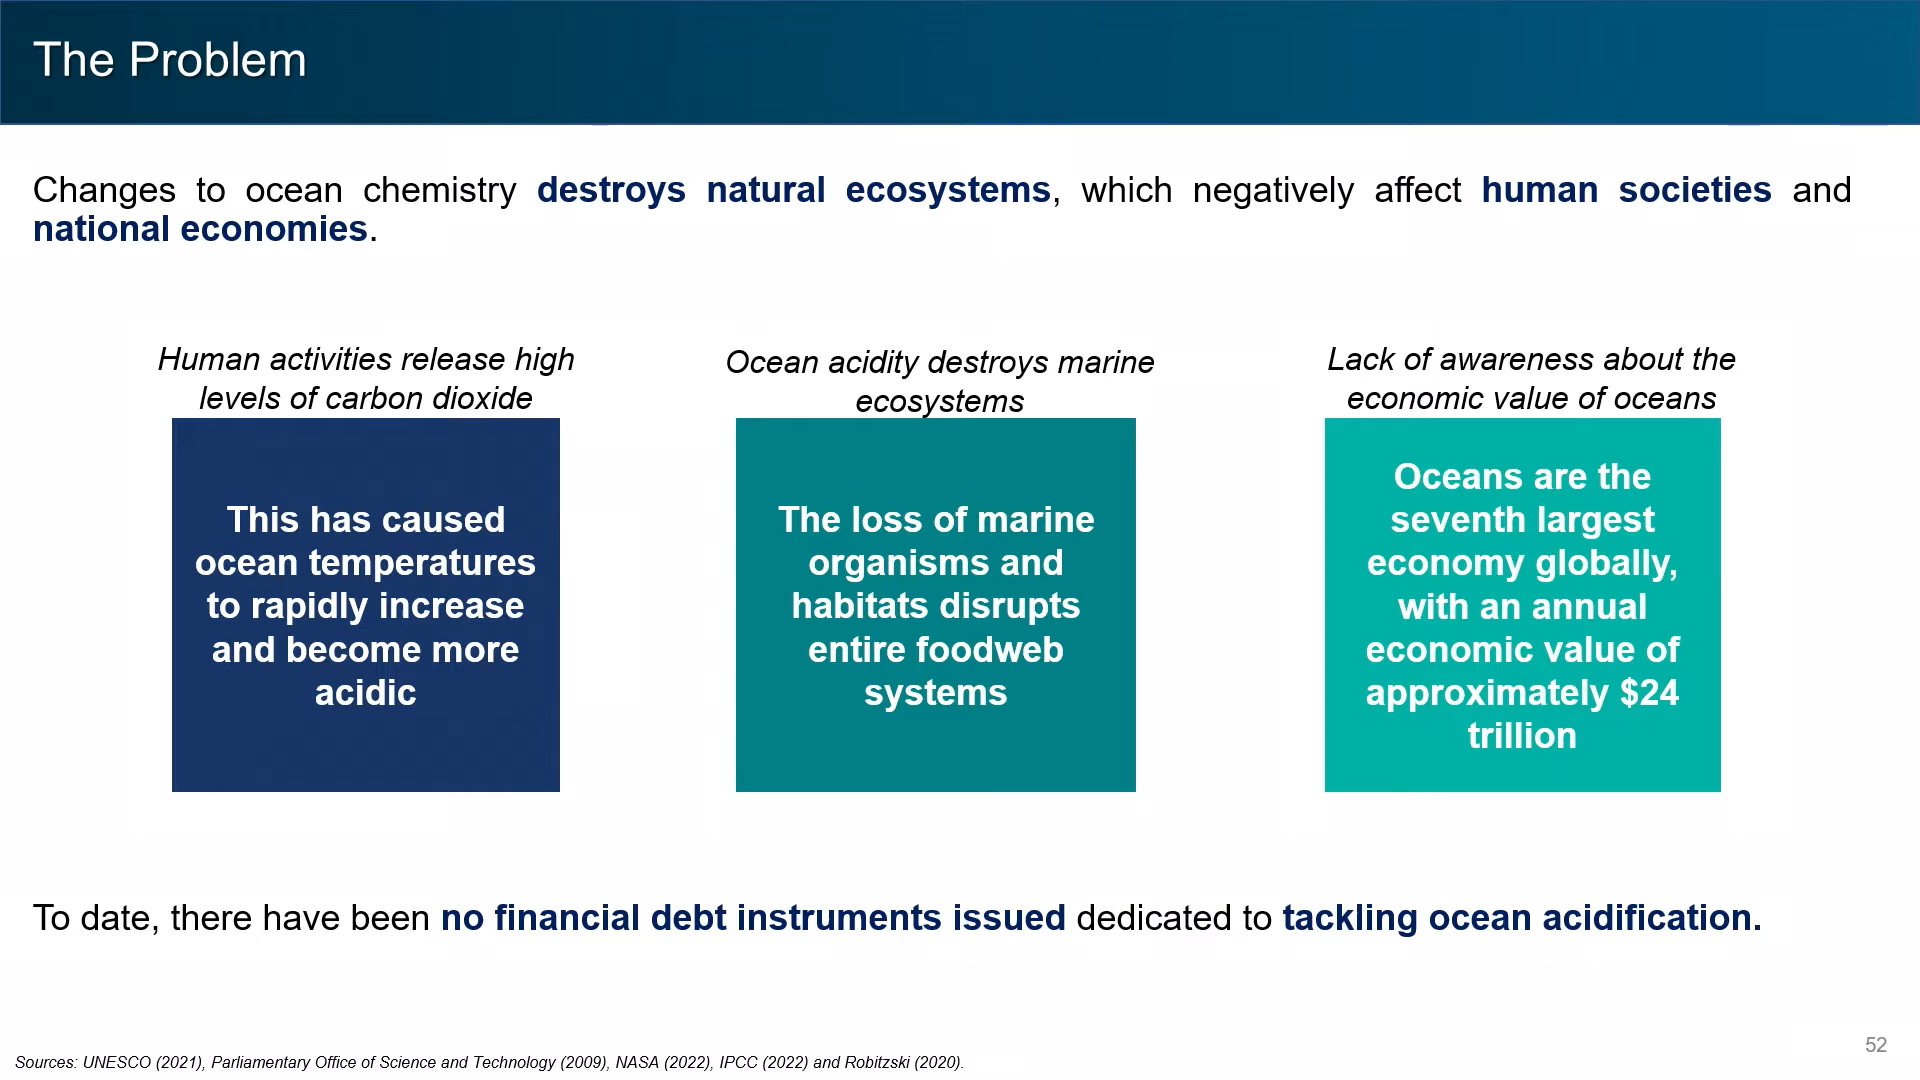 The Problem
Changes to ocean chemistry destroys natural ecosystems, which negatively affect human societies and
national economies.
Human activities release high
levels of carbon dioxide
This has caused
ocean temperatures
to rapidly increase
and become more
acidic
Ocean acidity destroys marine
ecosystems
The loss of marine
organisms and
habitats disrupts
entire foodweb
systems
Lack of awareness about the
economic value of oceans
Oceans are the
seventh largest
economy globally,
with an annual
economic value of
approximately $24
trillion
To date, there have been no financial debt instruments issued dedicated to tackling ocean acidification.
Sources: UNESCO (2021), Parliamentary Office of Science and Technology (2009), NASA (2022), IPCC (2022) and Robitzski (2020).
52